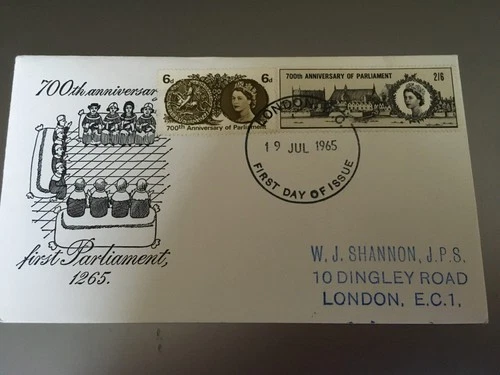 700th anniversar
6d 6d
700th Anniversary of Parliament
700th ANNIVERSARY OF PARLIAMENT 2/6
LONDON E.C.
19 JUL 1965
FIRST DAY OF ISSUE
first Parliament,
1265.
W. J. SHANNON, J.P.S.
10 DINGLEY ROAD
LONDON, E.C.1,